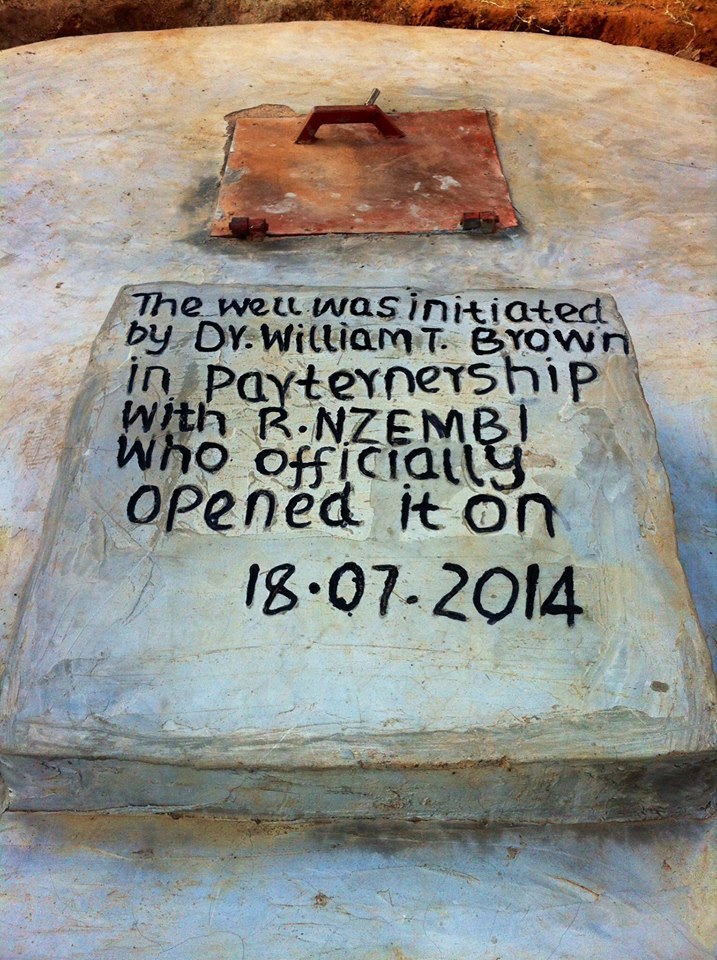 The well was initiated
by Dr. William T. Brown
in Parternership
with R.NZEMBI
Who officially
opened it on
18.07.2014